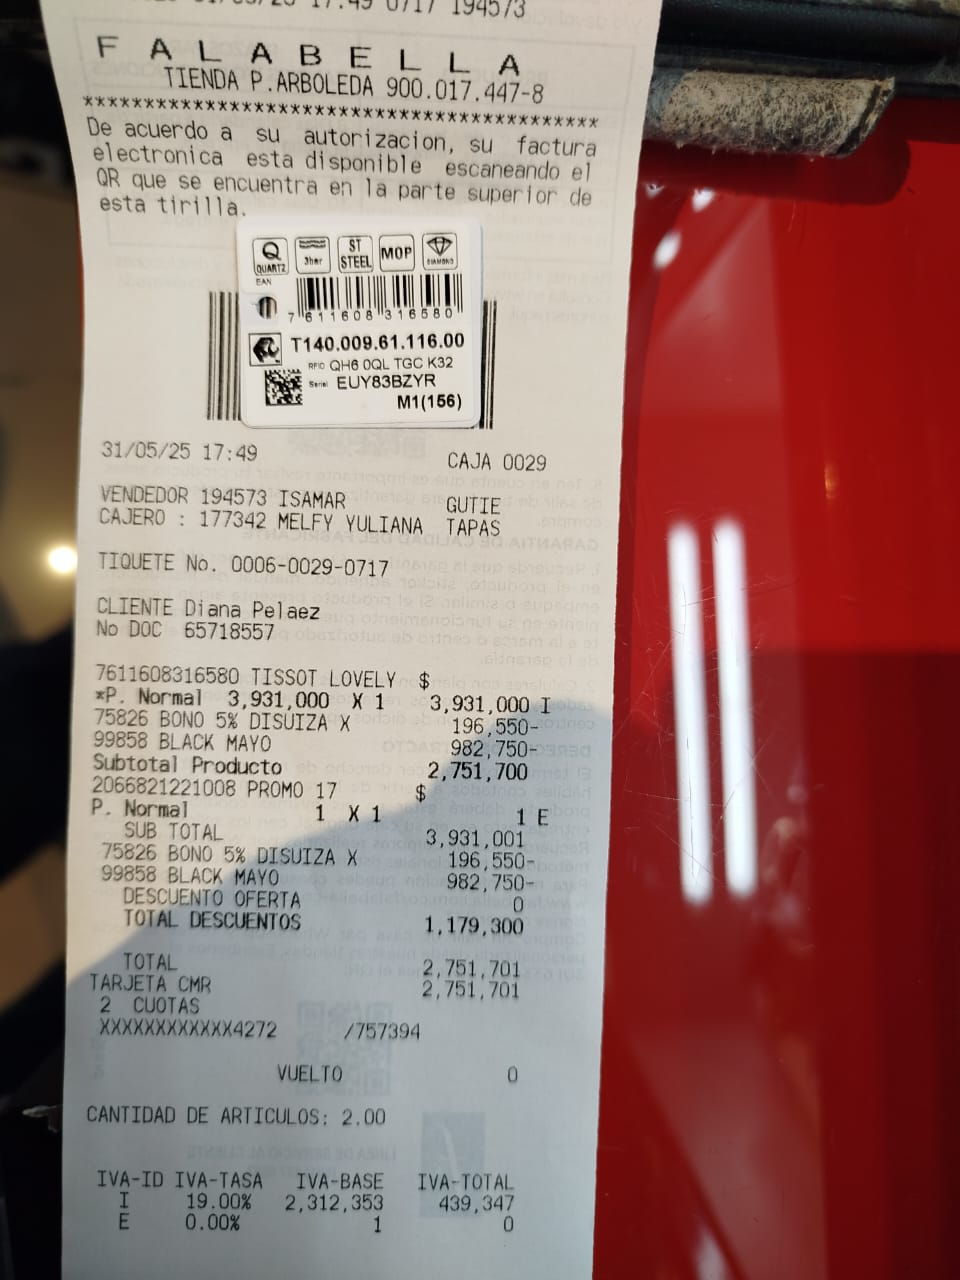 F A L A B E L L A
TIENDA P.ARBOLEDA 900.017.447-8
******************************************
De acuerdo a su autorizacion, su factura
electronica esta disponible escaneando el
QR que se encuentra en la parte superior de
esta tirilla.
Q QUARTZ 3bar ST STEEL MOP DIAMOND
EAN
7 611608 316580
T140.009.61.116.00
RFID QH6 0QL TGC K32
Serial EUY83BZYR
M1(156)
31/05/25 17:49 CAJA 0029
VENDEDOR 194573 ISAMAR GUTIE
CAJERO : 177342 MELFY YULIANA TAPAS
TIQUETE No. 0006-0029-0717
CLIENTE Diana Pelaez
No DOC 65718557
7611608316580 TISSOT LOVELY $
*P. Normal 3,931,000 X 1 3,931,000 I
75826 BONO 5% DISUIZA X 196,550-
99858 BLACK MAYO 982,750-
Subtotal Producto 2,751,700
2066821221008 PROMO 17 $
P. Normal 1 X 1 1 E
SUB TOTAL 3,931,001
75826 BONO 5% DISUIZA X 196,550-
99858 BLACK MAYO 982,750-
DESCUENTO OFERTA 0
TOTAL DESCUENTOS 1,179,300
TOTAL 2,751,701
TARJETA CMR 2,751,701
2 CUOTAS
XXXXXXXXXXXX4272 /757394
VUELTO 0
CANTIDAD DE ARTICULOS: 2.00
IVA-ID IVA-TASA IVA-BASE IVA-TOTAL
I 19.00% 2,312,353 439,347
E 0.00% 1 0